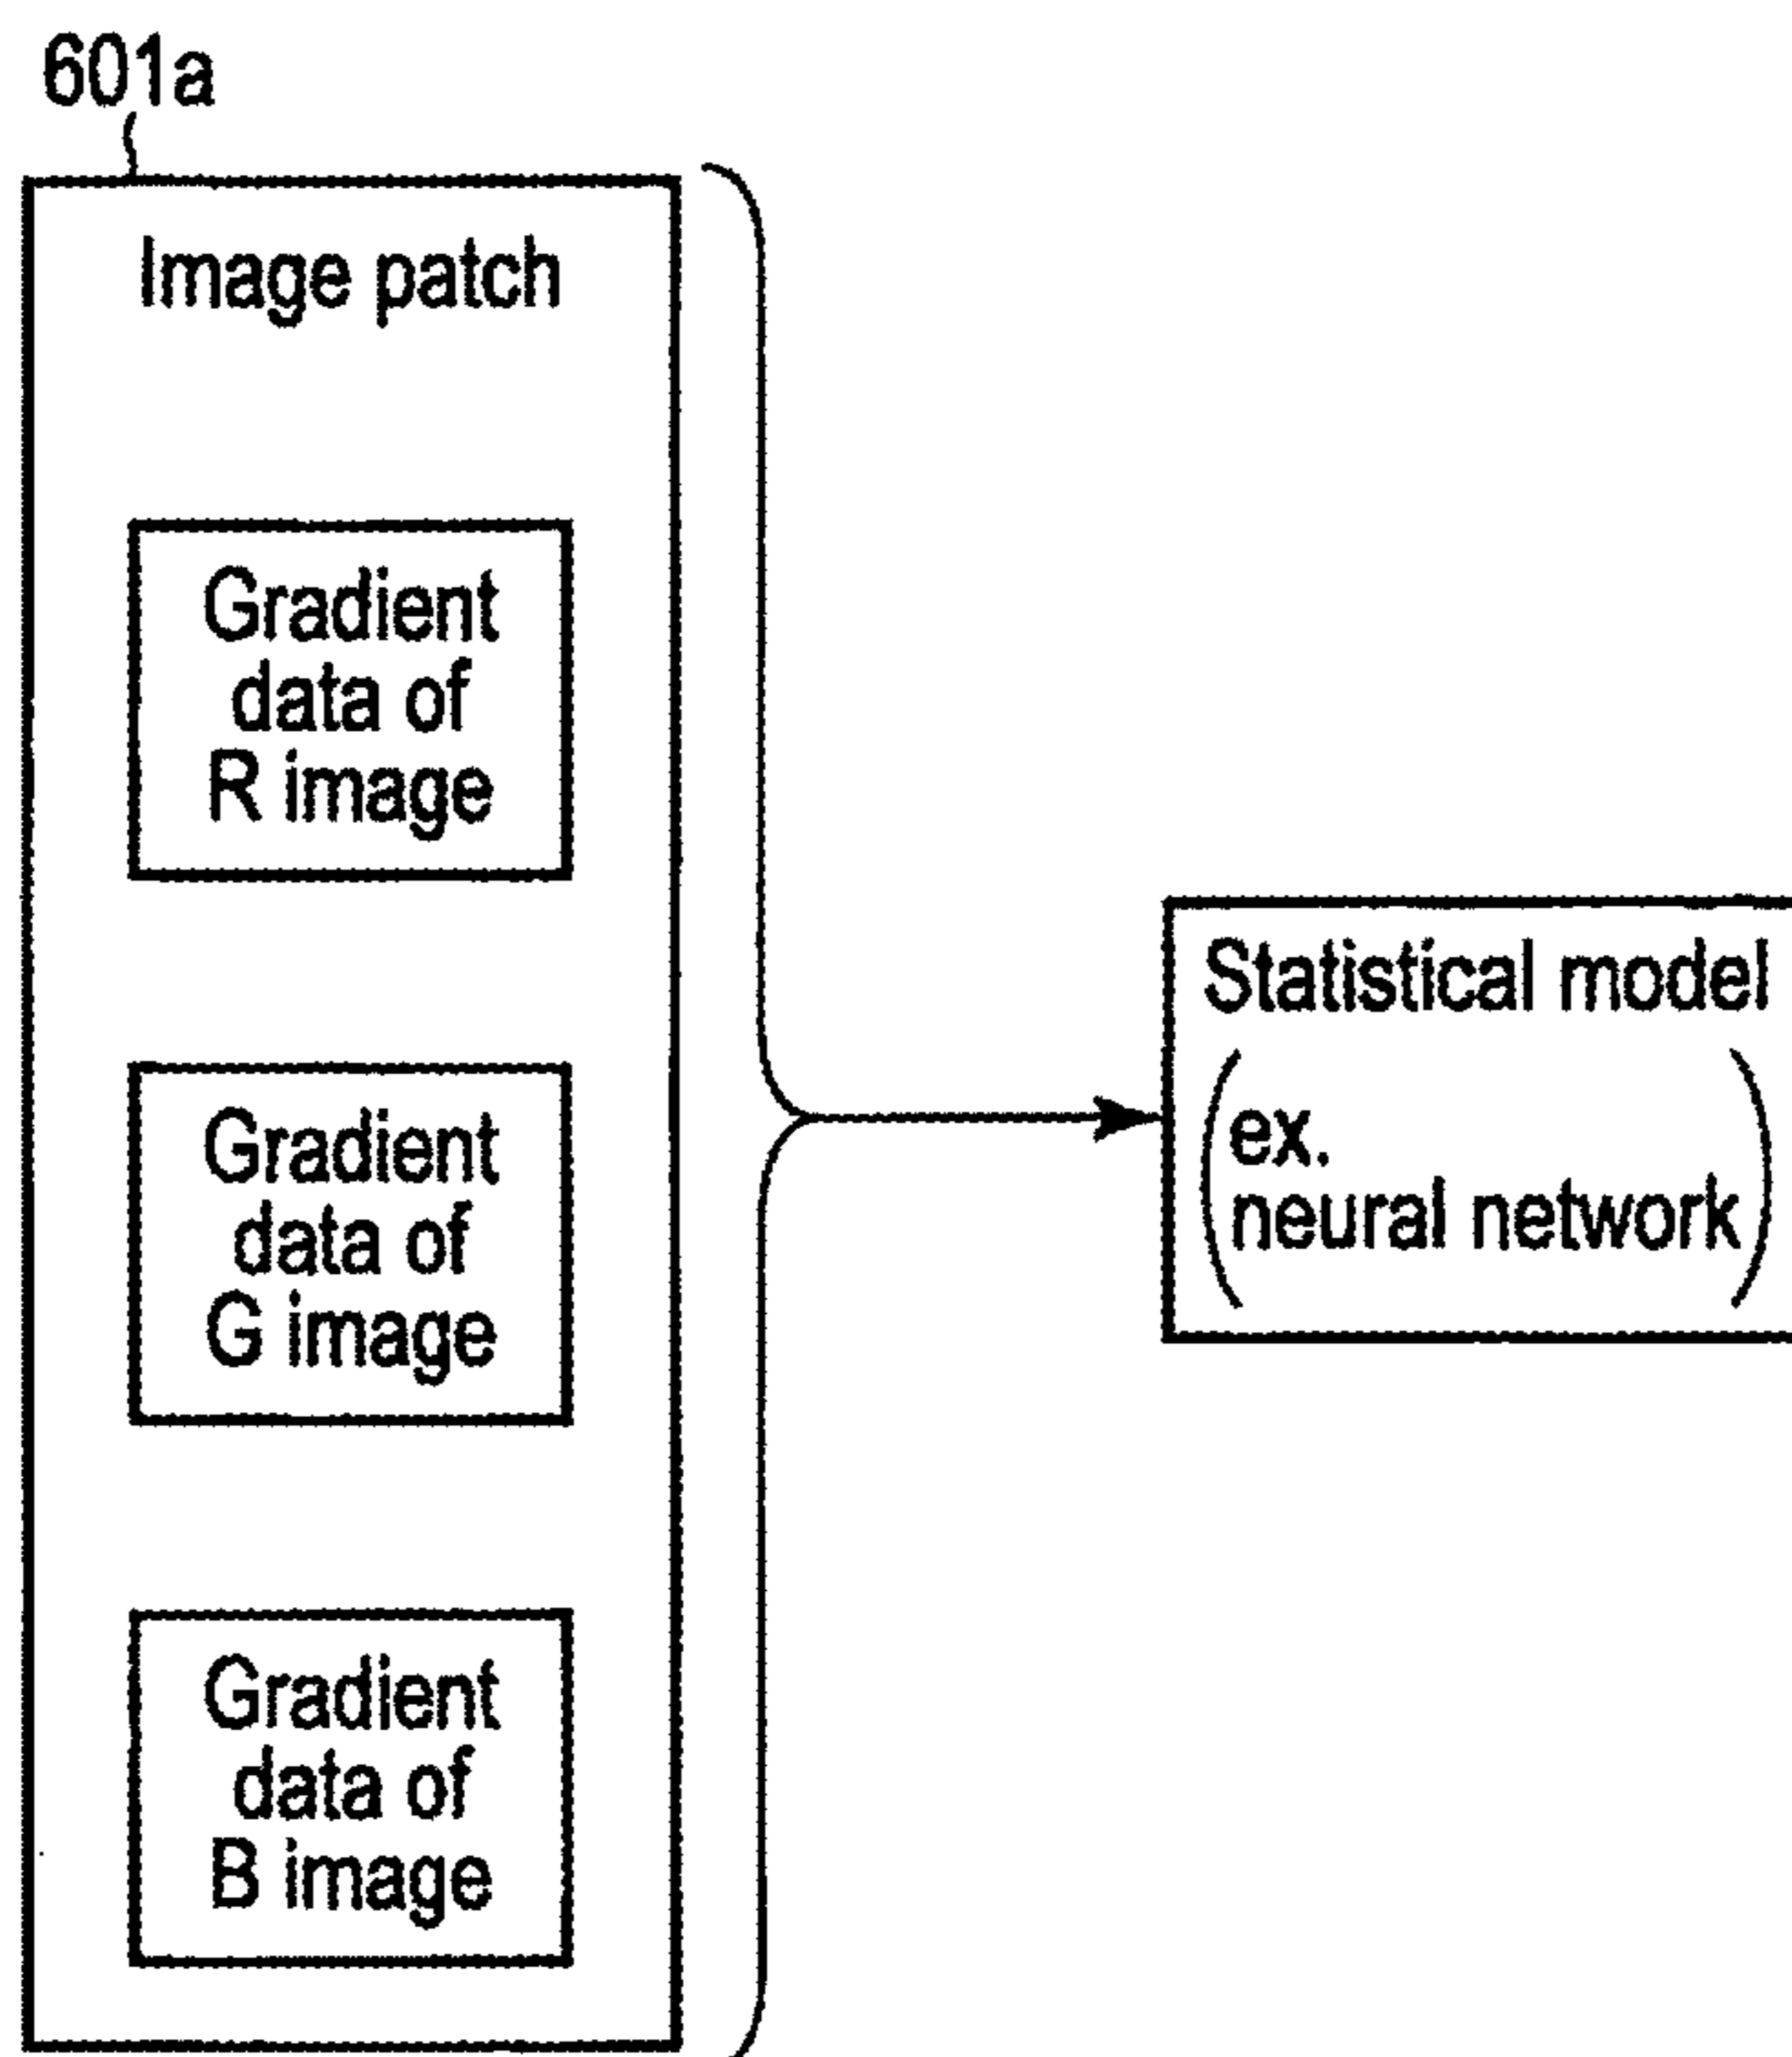 601a
Image patch
Gradient
data of
R image
Gradient
data of
G image
Gradient
data of
B image
Statistical model
(ex.
neural network)